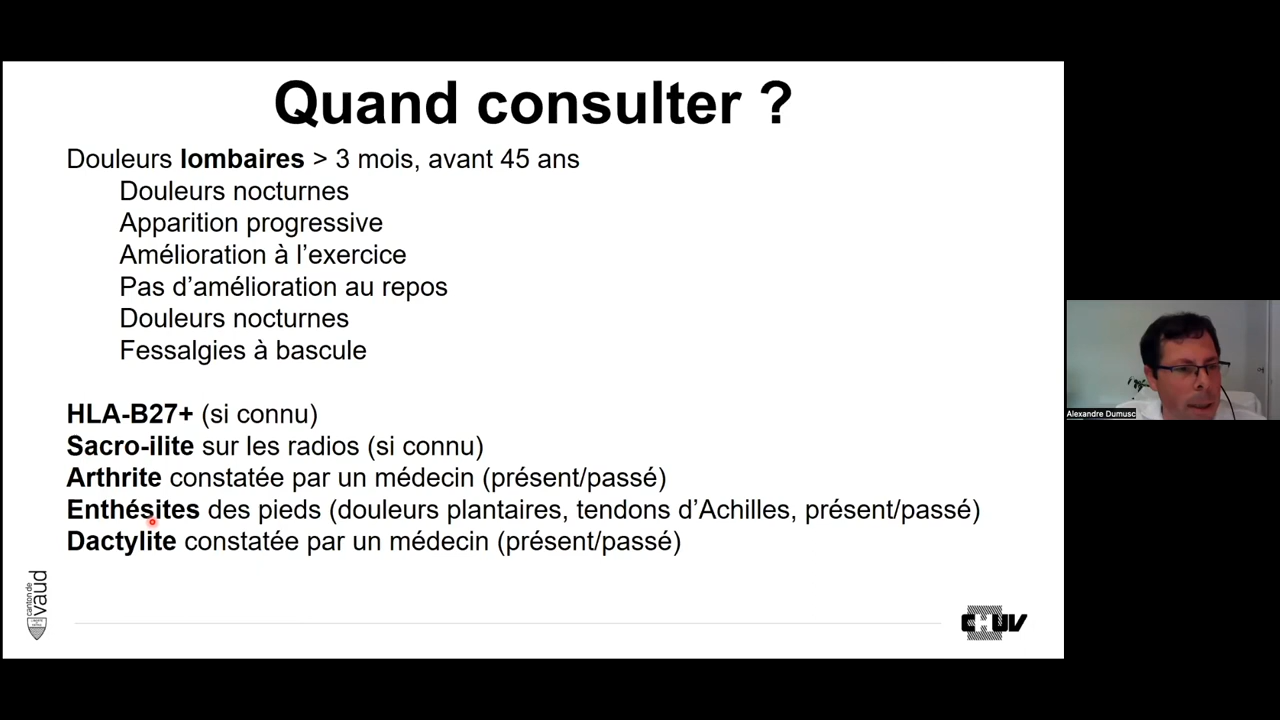 Quand consulter ?
Douleurs lombaires > 3 mois, avant 45 ans
Douleurs nocturnes
Apparition progressive
Amélioration à l’exercice
Pas d’amélioration au repos
Douleurs nocturnes
Fessalgies à bascule
HLA-B27+ (si connu)
Sacro-ilite sur les radios (si connu)
Arthrite constatée par un médecin (présent/passé)
Enthésites des pieds (douleurs plantaires, tendons d’Achilles, présent/passé)
Dactylite constatée par un médecin (présent/passé)
canton de
vaud
CHUV
Alexandre Dumusc